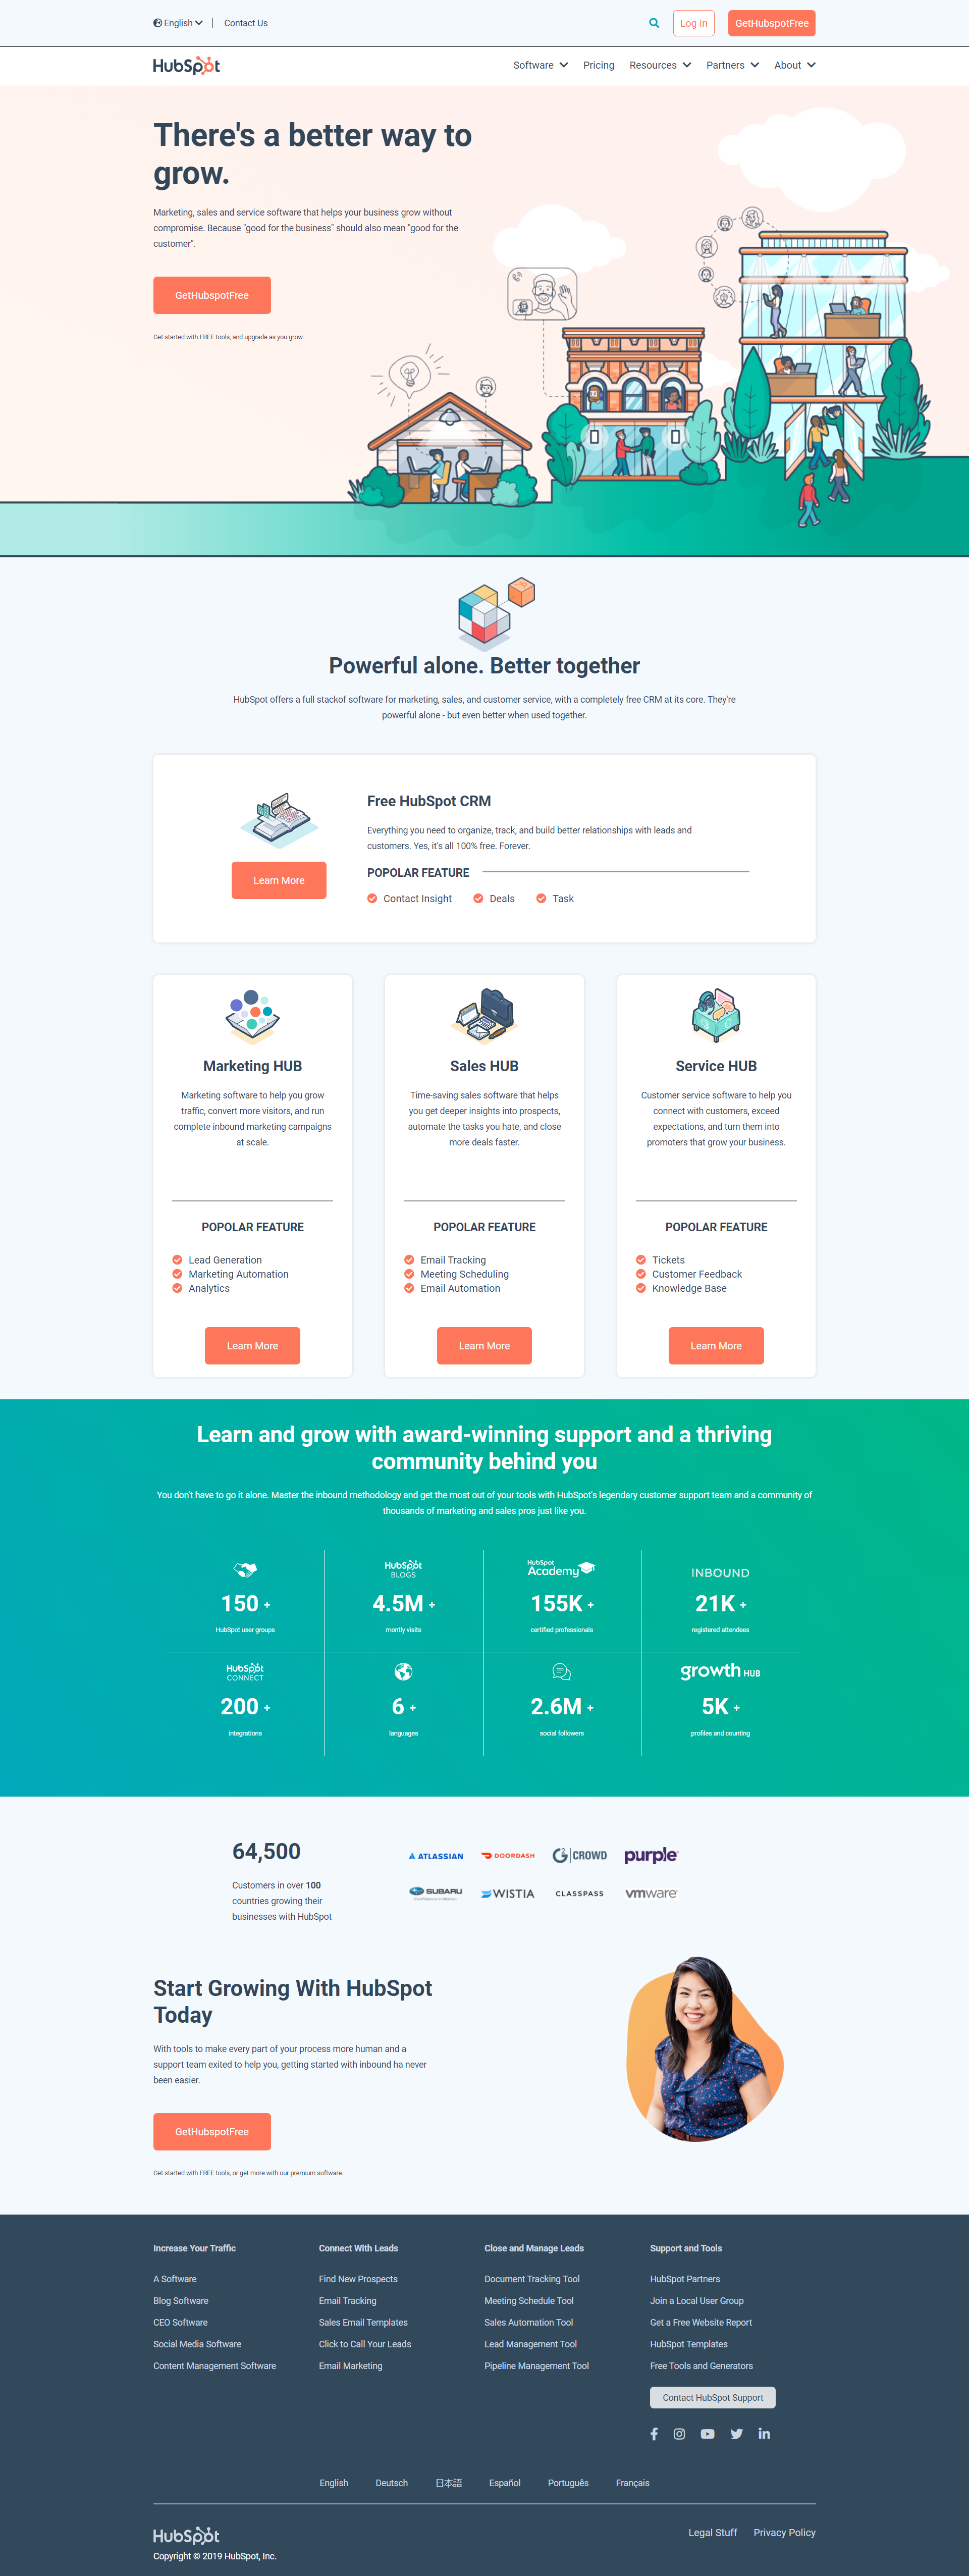 English
Contact Us
Log In
GetHubspotFree
HubSpot
Software
Pricing
Resources
Partners
About
There's a better way to
grow.
Marketing, sales and service software that helps your business grow without
compromise. Because "good for the business" should also mean "good for the
customer".
GetHubspotFree
Get started with FREE tools, and upgrade as you grow.
Powerful alone. Better together
HubSpot offers a full stackof software for marketing, sales, and customer service, with a completely free CRM at its core. They're
powerful alone - but even better when used together.
Free HubSpot CRM
Everything you need to organize, track, and build better relationships with leads and
customers. Yes, it's all 100% free. Forever.
Learn More
POPOLAR FEATURE
Contact Insight
Deals
Task
Marketing HUB
Marketing software to help you grow
traffic, convert more visitors, and run
complete inbound marketing campaigns
at scale.
POPOLAR FEATURE
Lead Generation
Marketing Automation
Analytics
Learn More
Sales HUB
Time-saving sales software that helps
you get deeper insights into prospects,
automate the tasks you hate, and close
more deals faster.
POPOLAR FEATURE
Email Tracking
Meeting Scheduling
Email Automation
Learn More
Service HUB
Customer service software to help you
connect with customers, exceed
expectations, and turn them into
promoters that grow your business.
POPOLAR FEATURE
Tickets
Customer Feedback
Knowledge Base
Learn More
Learn and grow with award-winning support and a thriving
community behind you
You don't have to go it alone. Master the inbound methodology and get the most out of your tools with HubSpot's legendary customer support team and a community of
thousands of marketing and sales pros just like you.
150 +
HubSpot user groups
HubSpot
BLOGS
4.5M +
montly visits
HubSpot
Academy
155K +
certified professionals
INBOUND
21K +
registered attendees
HubSpot
CONNECT
200 +
integrations
6 +
languages
2.6M +
social followers
growth HUB
5K +
profiles and counting
64,500
Customers in over 100
countries growing their
businesses with HubSpot
ATLASSIAN
DOORDASH
G2 CROWD
purple
SUBARU
WISTIA
CLASSPASS
vmware
Start Growing With HubSpot
Today
With tools to make every part of your process more human and a
support team exited to help you, getting started with inbound ha never
been easier.
GetHubspotFree
Get started with FREE tools, or get more with our premium software.
Increase Your Traffic
A Software
Blog Software
CEO Software
Social Media Software
Content Management Software
Connect With Leads
Find New Prospects
Email Tracking
Sales Email Templates
Click to Call Your Leads
Email Marketing
Close and Manage Leads
Document Tracking Tool
Meeting Schedule Tool
Sales Automation Tool
Lead Management Tool
Pipeline Management Tool
Support and Tools
HubSpot Partners
Join a Local User Group
Get a Free Website Report
HubSpot Templates
Free Tools and Generators
Contact HubSpot Support
English
Deutsch
日本語
Español
Português
Français
HubSpot
Copyright © 2019 HubSpot, Inc.
Legal Stuff
Privacy Policy